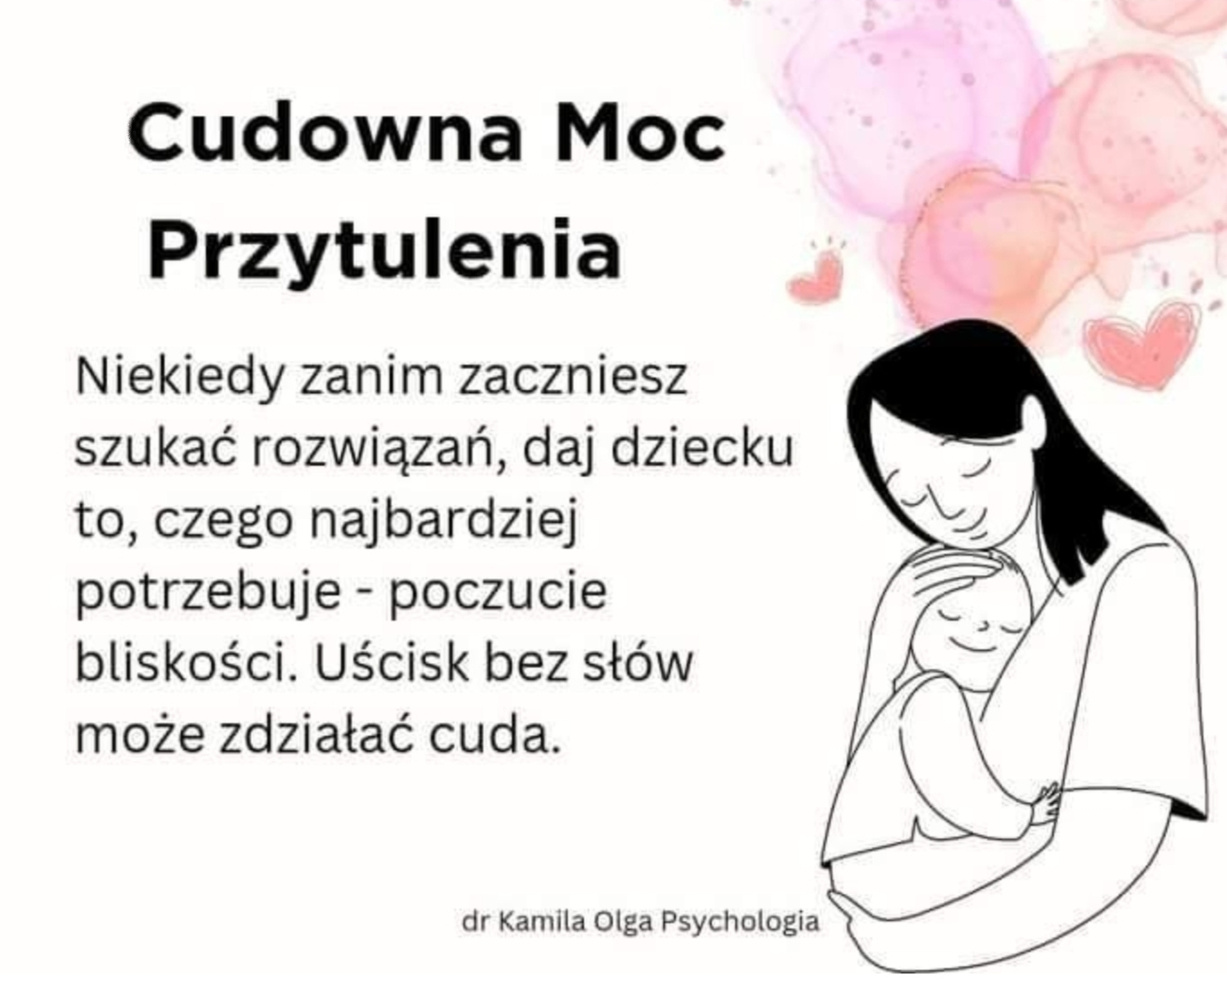 Cudowna Moc
Przytulenia
Niekiedy zanim zaczniesz
szukać rozwiązań, daj dziecku
to, czego najbardziej
potrzebuje - poczucie
bliskości. Uścisk bez słów
może zdziałać cuda.
dr Kamila Olga Psychologia